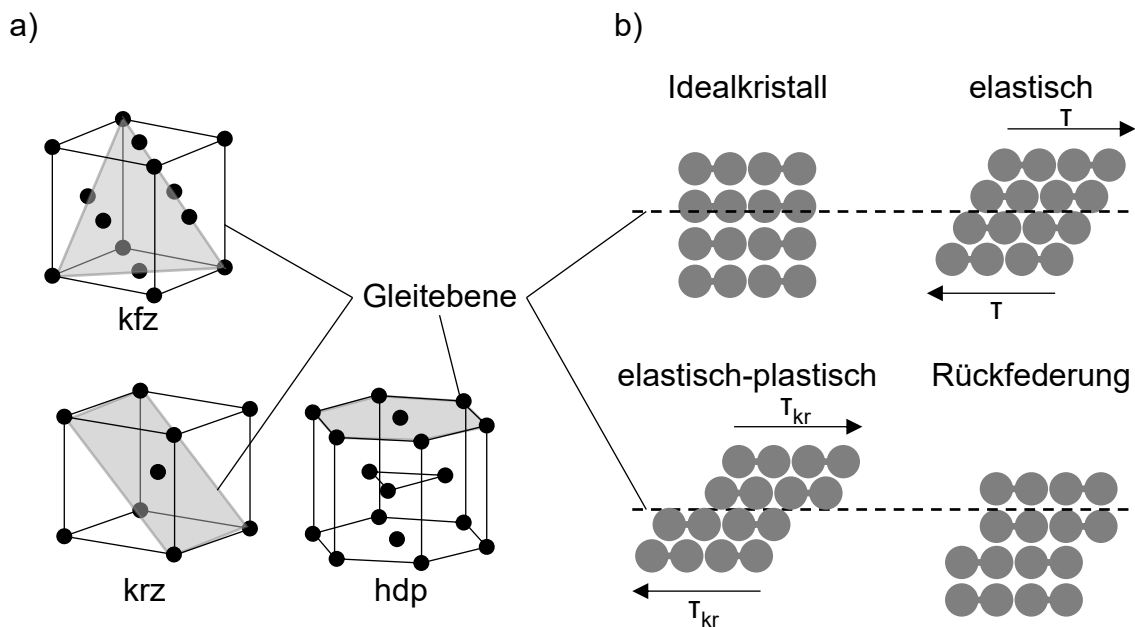 a)
kfz
krz
hdp
Gleitebene
b)
Idealkristall
elastisch
τ
τ
elastisch-plastisch
τkr
τkr
Rückfederung